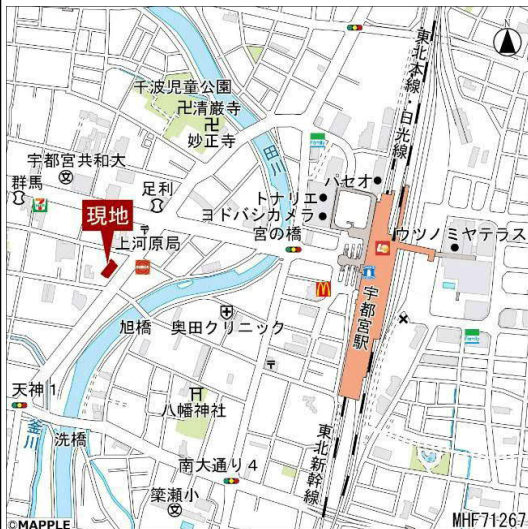 N
東北本線・日光線
千波児童公園
清巌寺
妙正寺
田川
宇都宮共和大
群馬
足利
パセオ
トナリエ
ヨドバシカメラ
宮の橋
ウツノミヤテラス
現地
上河原局
宇都宮駅
旭橋
奥田クリニック
天神1
八幡神社
釜川
洗橋
南大通り4
簗瀬小
東北新幹線
©MAPPLE
MHF71267